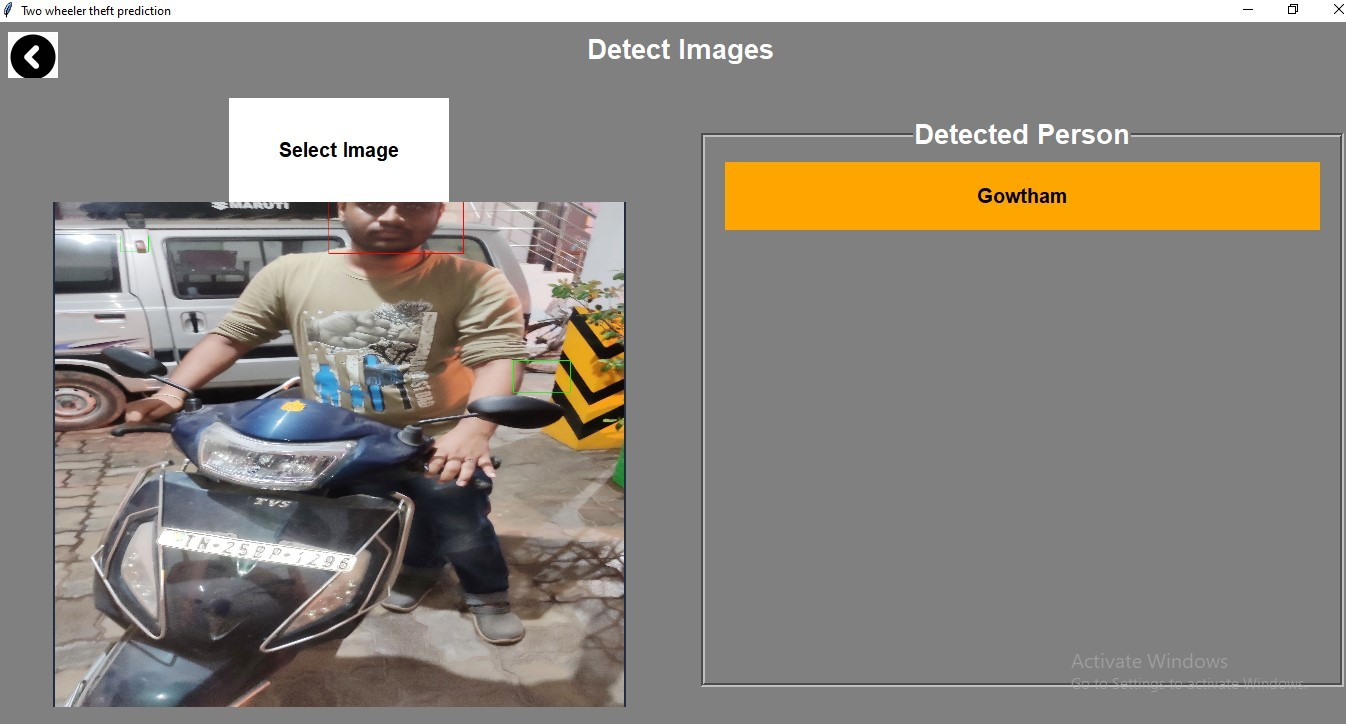 Two wheeler theft prediction
Detect Images
Select Image
Detected Person
Gowtham
MARUTI
TVS
TN-25BP-1296
Activate Windows
Go to Settings to activate Windows.